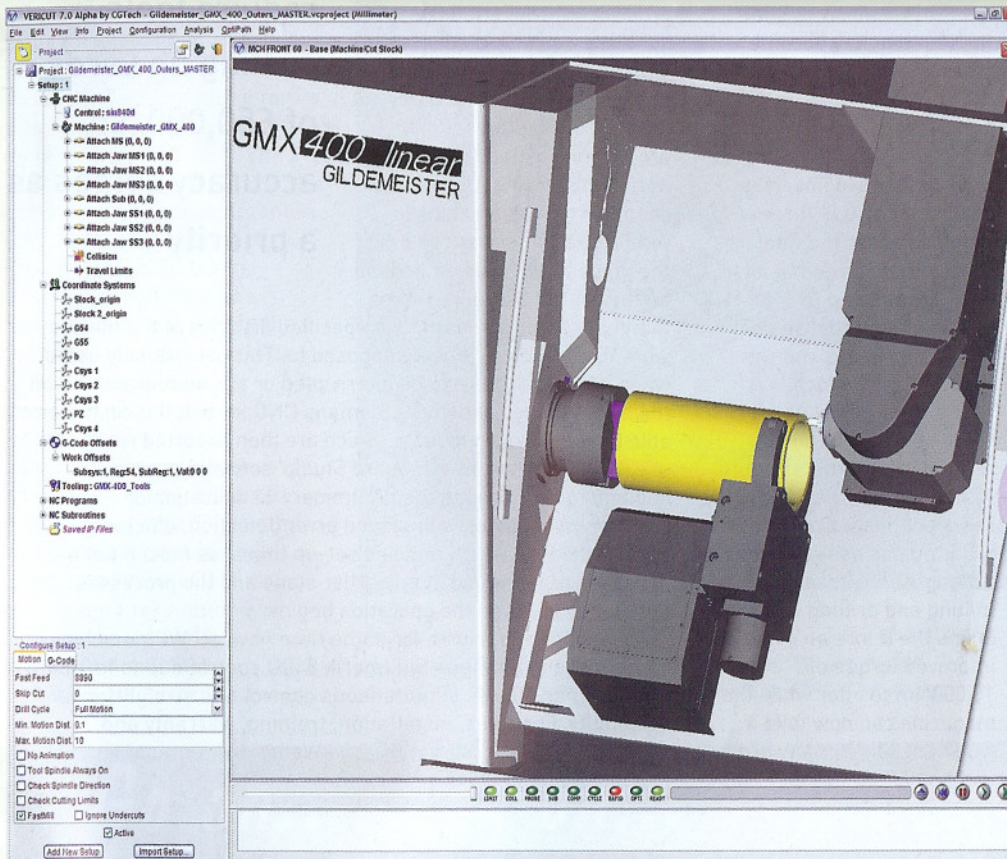 VERICUT 7.0 Alpha by CGTech - Gildemeister_GMX_400_Outers_MASTER.vcproject (Millimeter)
File Edit View Info Project Configuration Analysis OptiPath Help
Project
Project : Gildemeister_GMX_400_Outers_MASTER
Setup : 1
CNC Machine
Control : sin840d
Machine : Gildemeister_GMX_400
Attach MS (0, 0, 0)
Attach Jaw MS1 (0, 0, 0)
Attach Jaw MS2 (0, 0, 0)
Attach Jaw MS3 (0, 0, 0)
Attach Sub (0, 0, 0)
Attach Jaw SS1 (0, 0, 0)
Attach Jaw SS2 (0, 0, 0)
Attach Jaw SS3 (0, 0, 0)
Collision
Travel Limits
Coordinate Systems
Stock_origin
Stock 2_origin
G54
G55
b
Csys 1
Csys 2
Csys 3
PZ
Csys 4
G-Code Offsets
Work Offsets
Subsys:1, Reg:54, SubReg:1, Val:0 0 0
Tooling : GMX-400_Tools
NC Programs
NC Subroutines
Saved IP Files
Configure Setup : 1
Motion G-Code
Fast Feed 8890
Skip Cut 0
Drill Cycle Full Motion
Min. Motion Dist. 0.1
Max. Motion Dist. 10
No Animation
Tool Spindle Always On
Check Spindle Direction
Check Cutting Limits
FastMill Ignore Undercuts
Active
Add New Setup Import Setup...
MCH FRONT 60 - Base (Machine/Cut Stock)
GMX 400 linear
GILDEMEISTER
LIMIT COLL PROBE SUB COMP CYCLE RAPID OPTI READY
accuracy
as
a priority